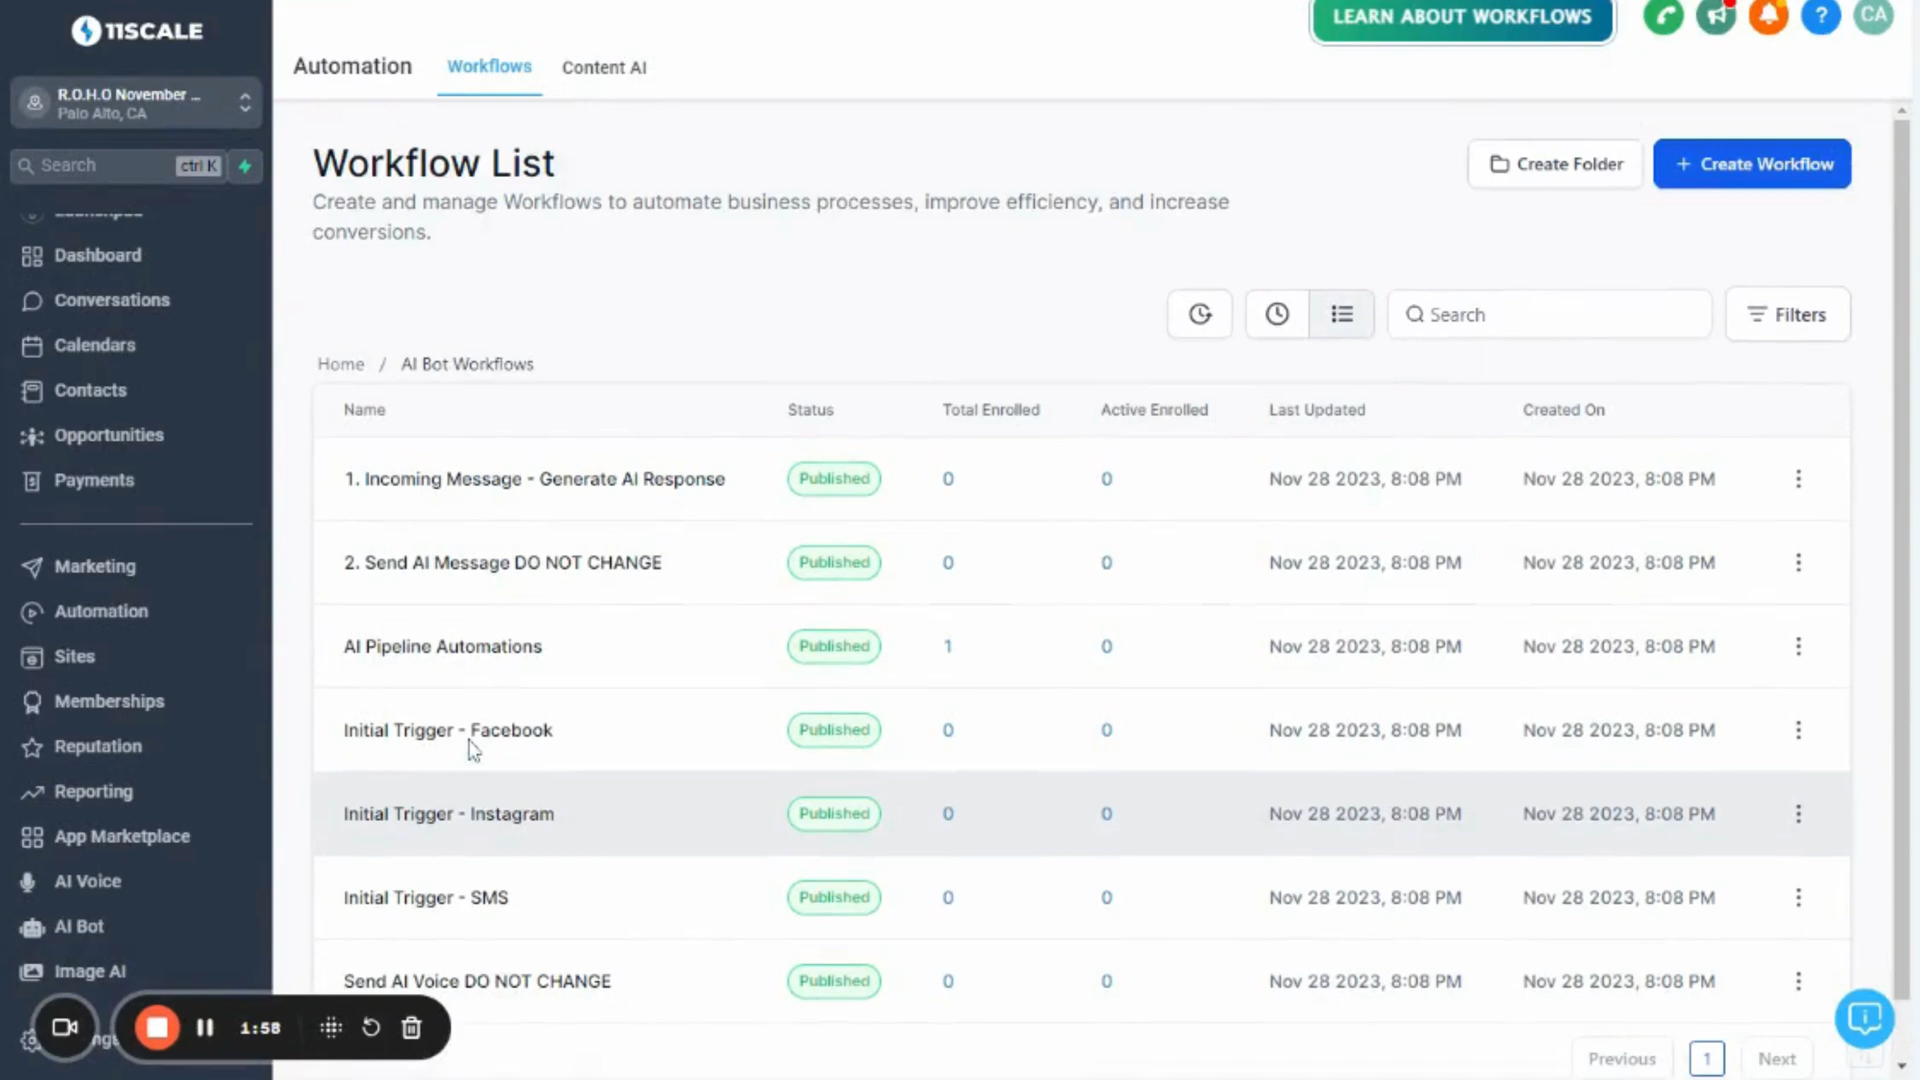 11SCALE
LEARN ABOUT WORKFLOWS
?
CA
Automation
Workflows
Content AI
R.O.H.O November ...
Palo Alto, CA
Search
ctrl K
Launchpad
Dashboard
Conversations
Calendars
Contacts
Opportunities
Payments
Marketing
Automation
Sites
Memberships
Reputation
Reporting
App Marketplace
AI Voice
AI Bot
Image AI
1:58
Workflow List
Create and manage Workflows to automate business processes, improve efficiency, and increase
conversions.
Create Folder
+ Create Workflow
Search
Filters
Home / AI Bot Workflows
Name Status Total Enrolled Active Enrolled Last Updated Created On
1. Incoming Message - Generate AI Response Published 0 0 Nov 28 2023, 8:08 PM Nov 28 2023, 8:08 PM
2. Send AI Message DO NOT CHANGE Published 0 0 Nov 28 2023, 8:08 PM Nov 28 2023, 8:08 PM
AI Pipeline Automations Published 1 0 Nov 28 2023, 8:08 PM Nov 28 2023, 8:08 PM
Initial Trigger - Facebook Published 0 0 Nov 28 2023, 8:08 PM Nov 28 2023, 8:08 PM
Initial Trigger - Instagram Published 0 0 Nov 28 2023, 8:08 PM Nov 28 2023, 8:08 PM
Initial Trigger - SMS Published 0 0 Nov 28 2023, 8:08 PM Nov 28 2023, 8:08 PM
Send AI Voice DO NOT CHANGE Published 0 0 Nov 28 2023, 8:08 PM Nov 28 2023, 8:08 PM
Previous 1 Next